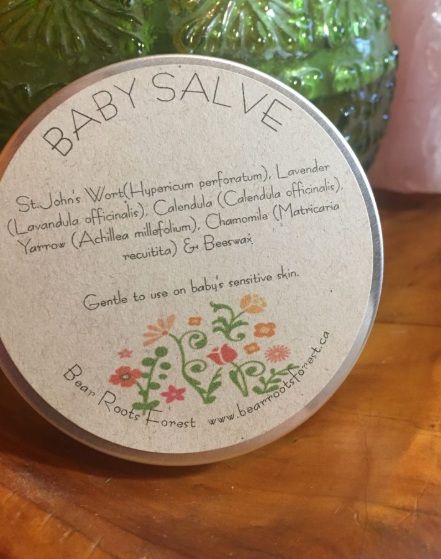 BABY SALVE
St.John's Wort(Hypericum perforatum), Lavender
(Lavandula officinalis), Calendula (Calendula officinalis),
Yarrow (Achillea millefolium), Chamomile (Matricaria
recuitita) & Beeswax
Gentle to use on baby's sensitive skin.
Bear Roots Forest www.bearrootsforest.ca